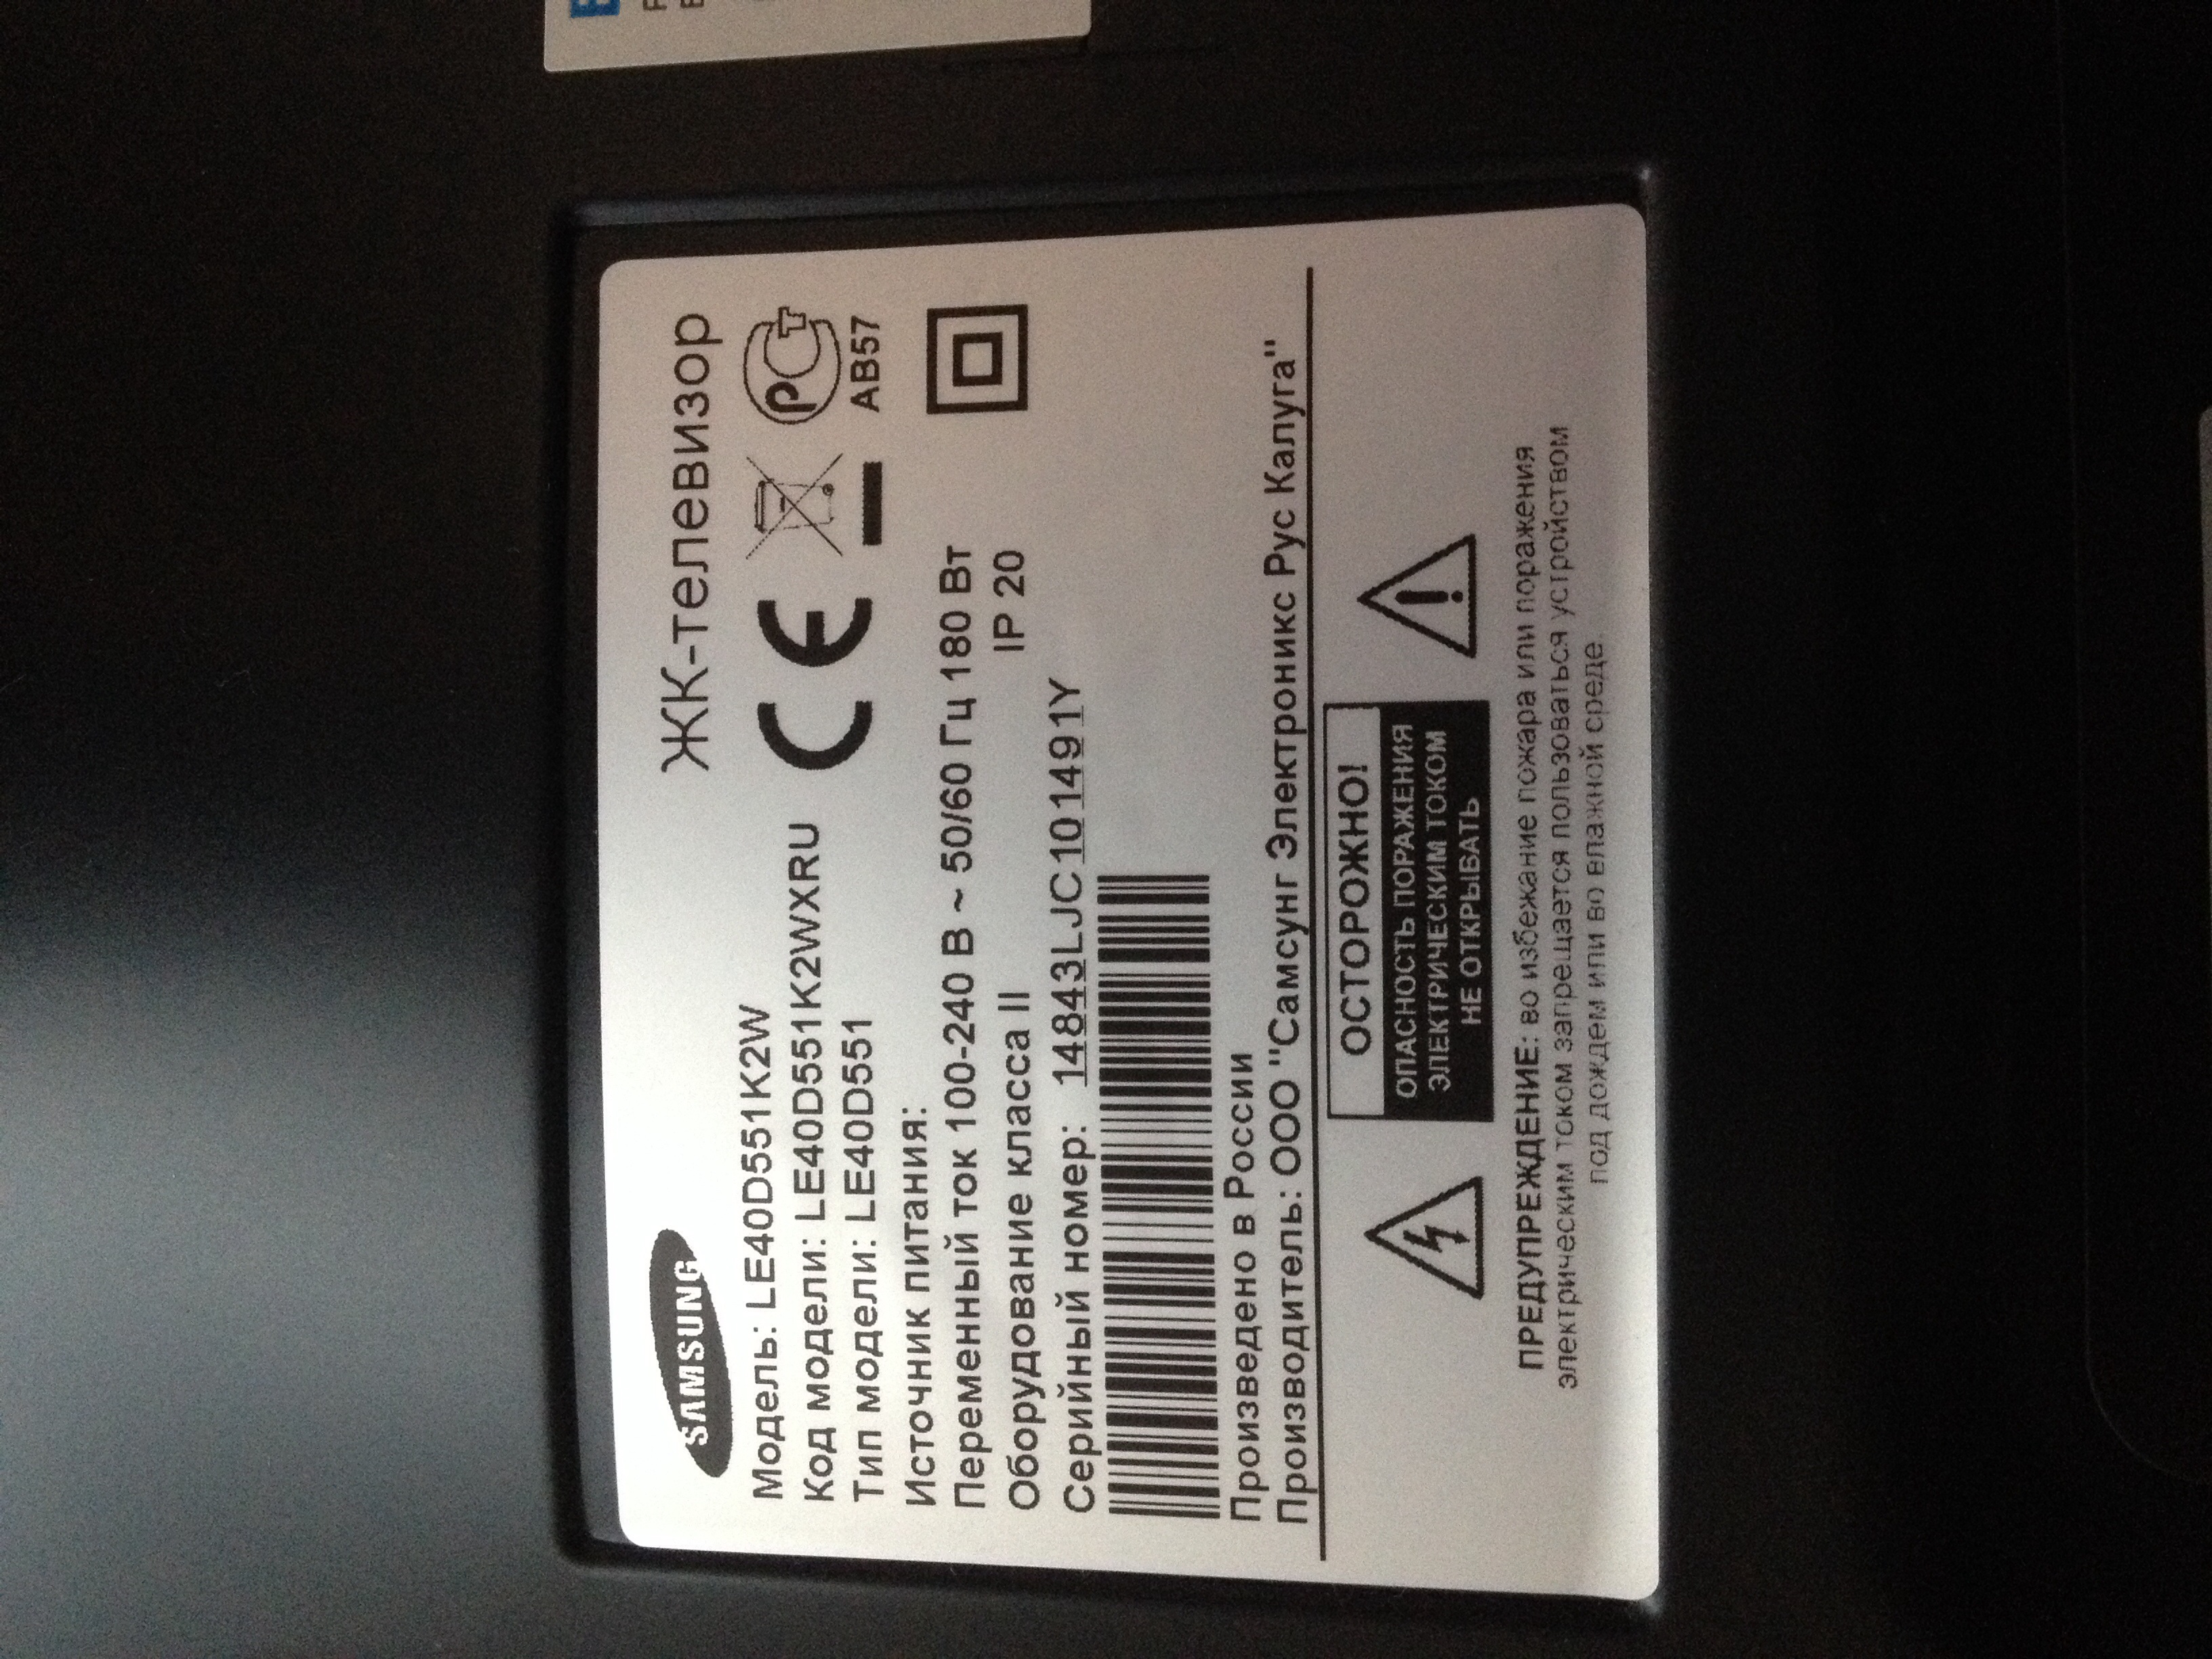 SAMSUNG
ЖК-телевизор
Модель: LE40D551K2W
Код модели: LE40D551K2WXRU
Тип модели: LE40D551
CE
PCT
АВ57
Источник питания:
Переменный ток 100-240 В ~ 50/60 Гц 180 Вт
Оборудование класса II IP 20
Серийный номер: 14843LJC101491Y
Произведено в России
Производитель: ООО "Самсунг Электроникс Рус Калуга"
ОСТОРОЖНО!
ОПАСНОСТЬ ПОРАЖЕНИЯ
ЭЛЕКТРИЧЕСКИМ ТОКОМ
НЕ ОТКРЫВАТЬ
ПРЕДУПРЕЖДЕНИЕ: во избежание пожара или поражения
электрическим током запрещается пользоваться устройством
под дождем или во влажной среде.